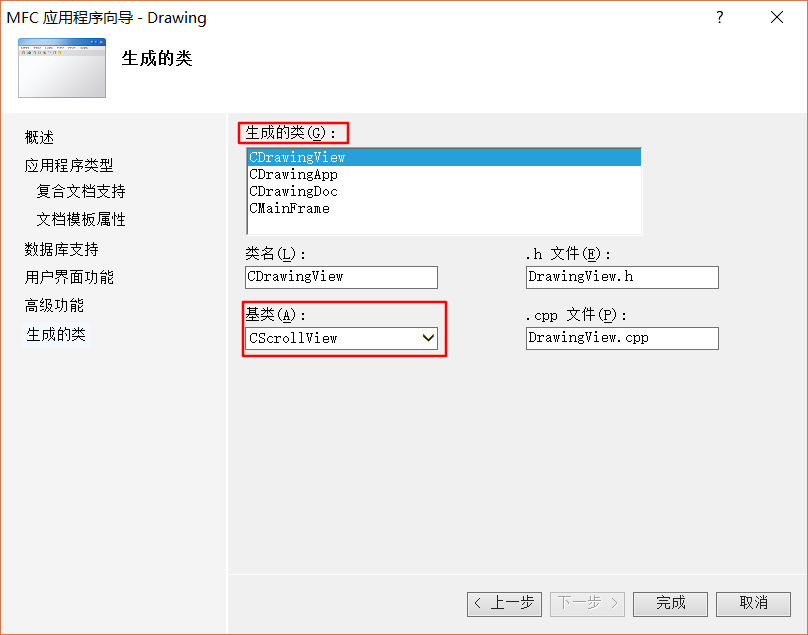 MFC 应用程序向导 - Drawing
?
生成的类
概述
应用程序类型
复合文档支持
文档模板属性
数据库支持
用户界面功能
高级功能
生成的类
生成的类(G):
CDrawingView
CDrawingApp
CDrawingDoc
CMainFrame
类名(L):
CDrawingView
.h 文件(E):
DrawingView.h
基类(A):
CScrollView
.cpp 文件(P):
DrawingView.cpp
< 上一步
下一步 >
完成
取消